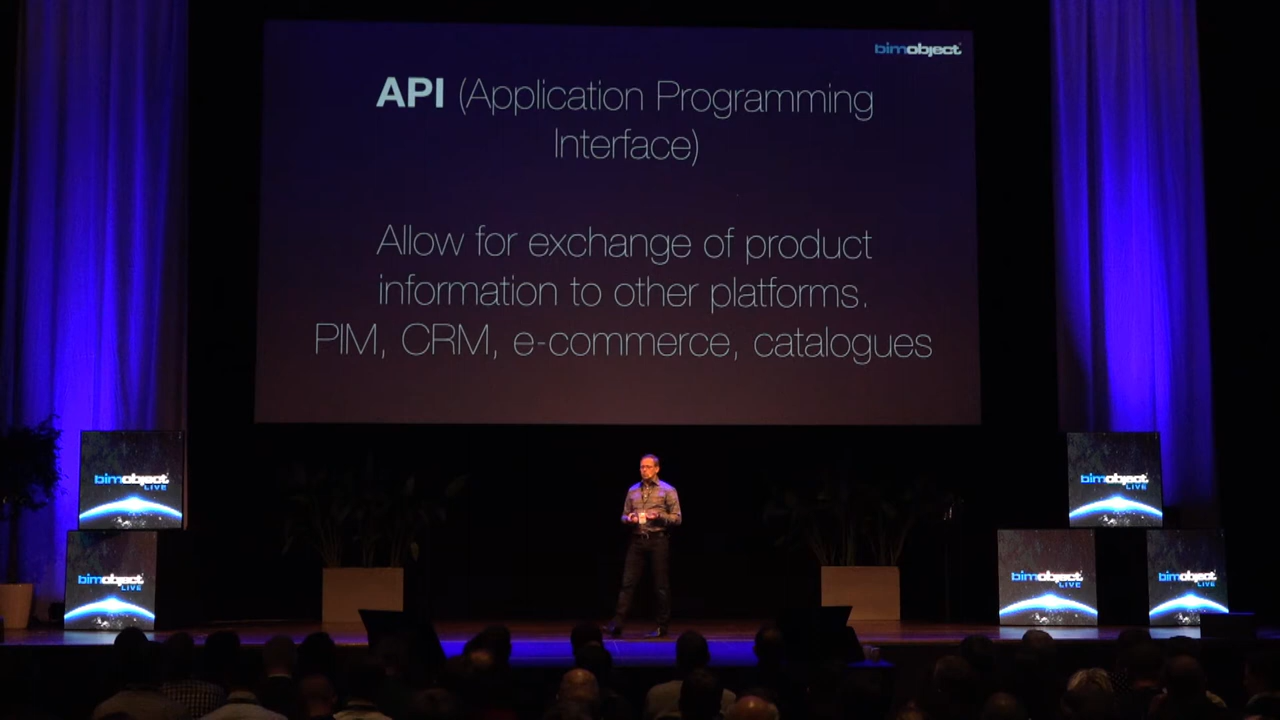 bimobject
API (Application Programming
Interface)
Allow for exchange of product
information to other platforms.
PIM, CRM, e-commerce, catalogues
bimobject
LIVE
bimobject
LIVE
bimobject
LIVE
bimobject
LIVE
bimobject
LIVE